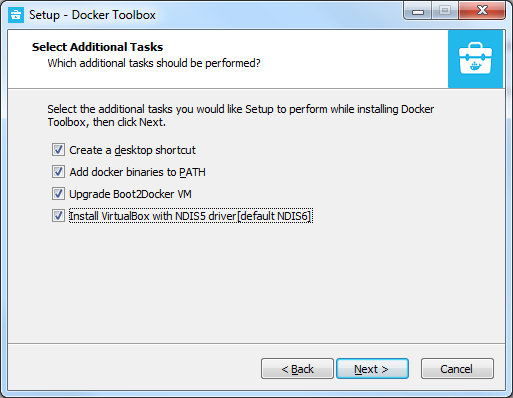 Setup - Docker Toolbox
Select Additional Tasks
Which additional tasks should be performed?
Select the additional tasks you would like Setup to perform while installing Docker
Toolbox, then click Next.
Create a desktop shortcut
Add docker binaries to PATH
Upgrade Boot2Docker VM
Install VirtualBox with NDIS5 driver[default NDIS6]
< Back
Next >
Cancel